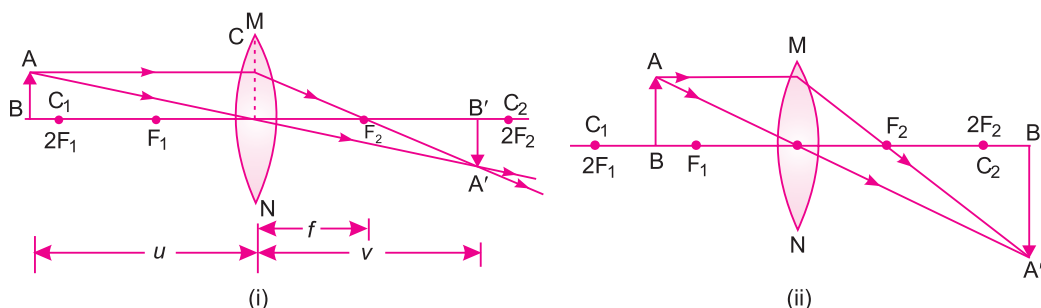 M
C
A
B
C₁
2F₁
F₁
F₂
B′
C₂
2F₂
A′
N
f
u
v
(i)
M
A
C₁
2F₁
B
F₁
F₂
2F₂
C₂
B
N
A′
(ii)